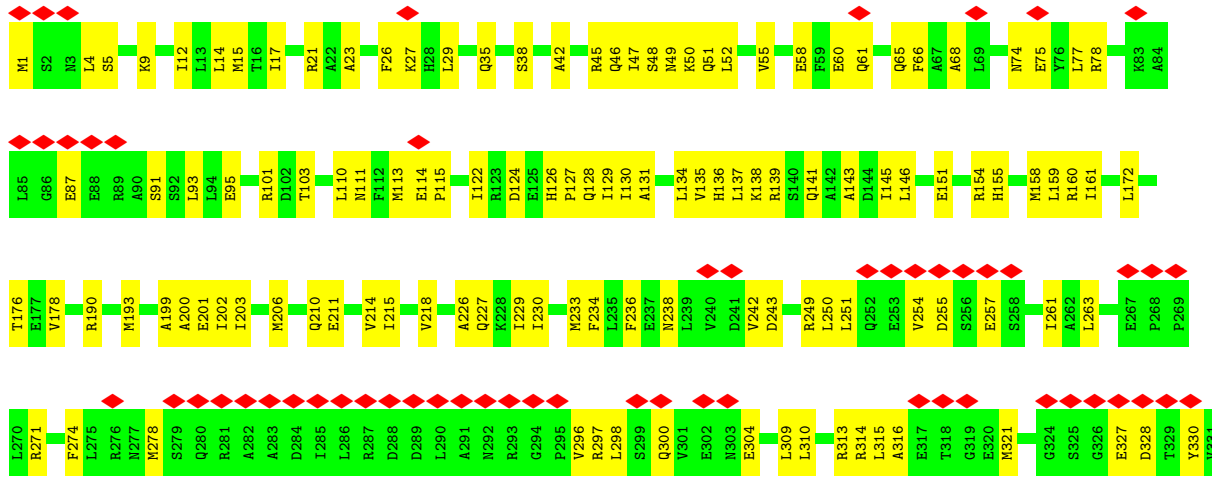 M1 S2 N3 L4 S5 K9 I12 L13 L14 M15 T16 I17 R21 A22 A23 F26 K27 H28 L29 Q35 S38 A42 R45 Q46 I47 S48 N49 K50 Q51 L52 V55 E58 F59 E60 Q61 Q65 F66 A67 A68 L69 N74 E75 Y76 L77 R78 K83 A84
L85 G86 E87 E88 R89 A90 S91 S92 L93 L94 E95 R101 D102 T103 L110 N111 F112 M113 E114 P115 I122 R123 D124 E125 H126 P127 Q128 I129 I130 A131 L134 V135 H136 L137 K138 R139 S140 Q141 A142 A143 D144 I145 L146 E151 R154 H155 M158 L159 R160 I161 L172
T176 E177 V178 R190 M193 A199 A200 E201 I202 I203 M206 Q210 E211 V214 I215 V218 A226 Q227 K228 I229 I230 M233 F234 L235 F236 E237 N238 L239 V240 D241 V242 D243 R249 L250 L251 Q252 E253 V254 D255 S256 E257 S258 I261 A262 L263 E267 P268 P269
L270 R271 F274 L275 R276 N277 M278 S279 Q280 R281 A282 A283 D284 I285 L286 R287 D288 D289 L290 A291 N292 R293 G294 P295 V296 R297 L298 E299 Q300 V301 E302 N303 E304 L309 L310 R313 R314 L315 A316 E317 T318 G319 E320 M321 G324 S325 G326 E327 D328 T329 Y330 V331